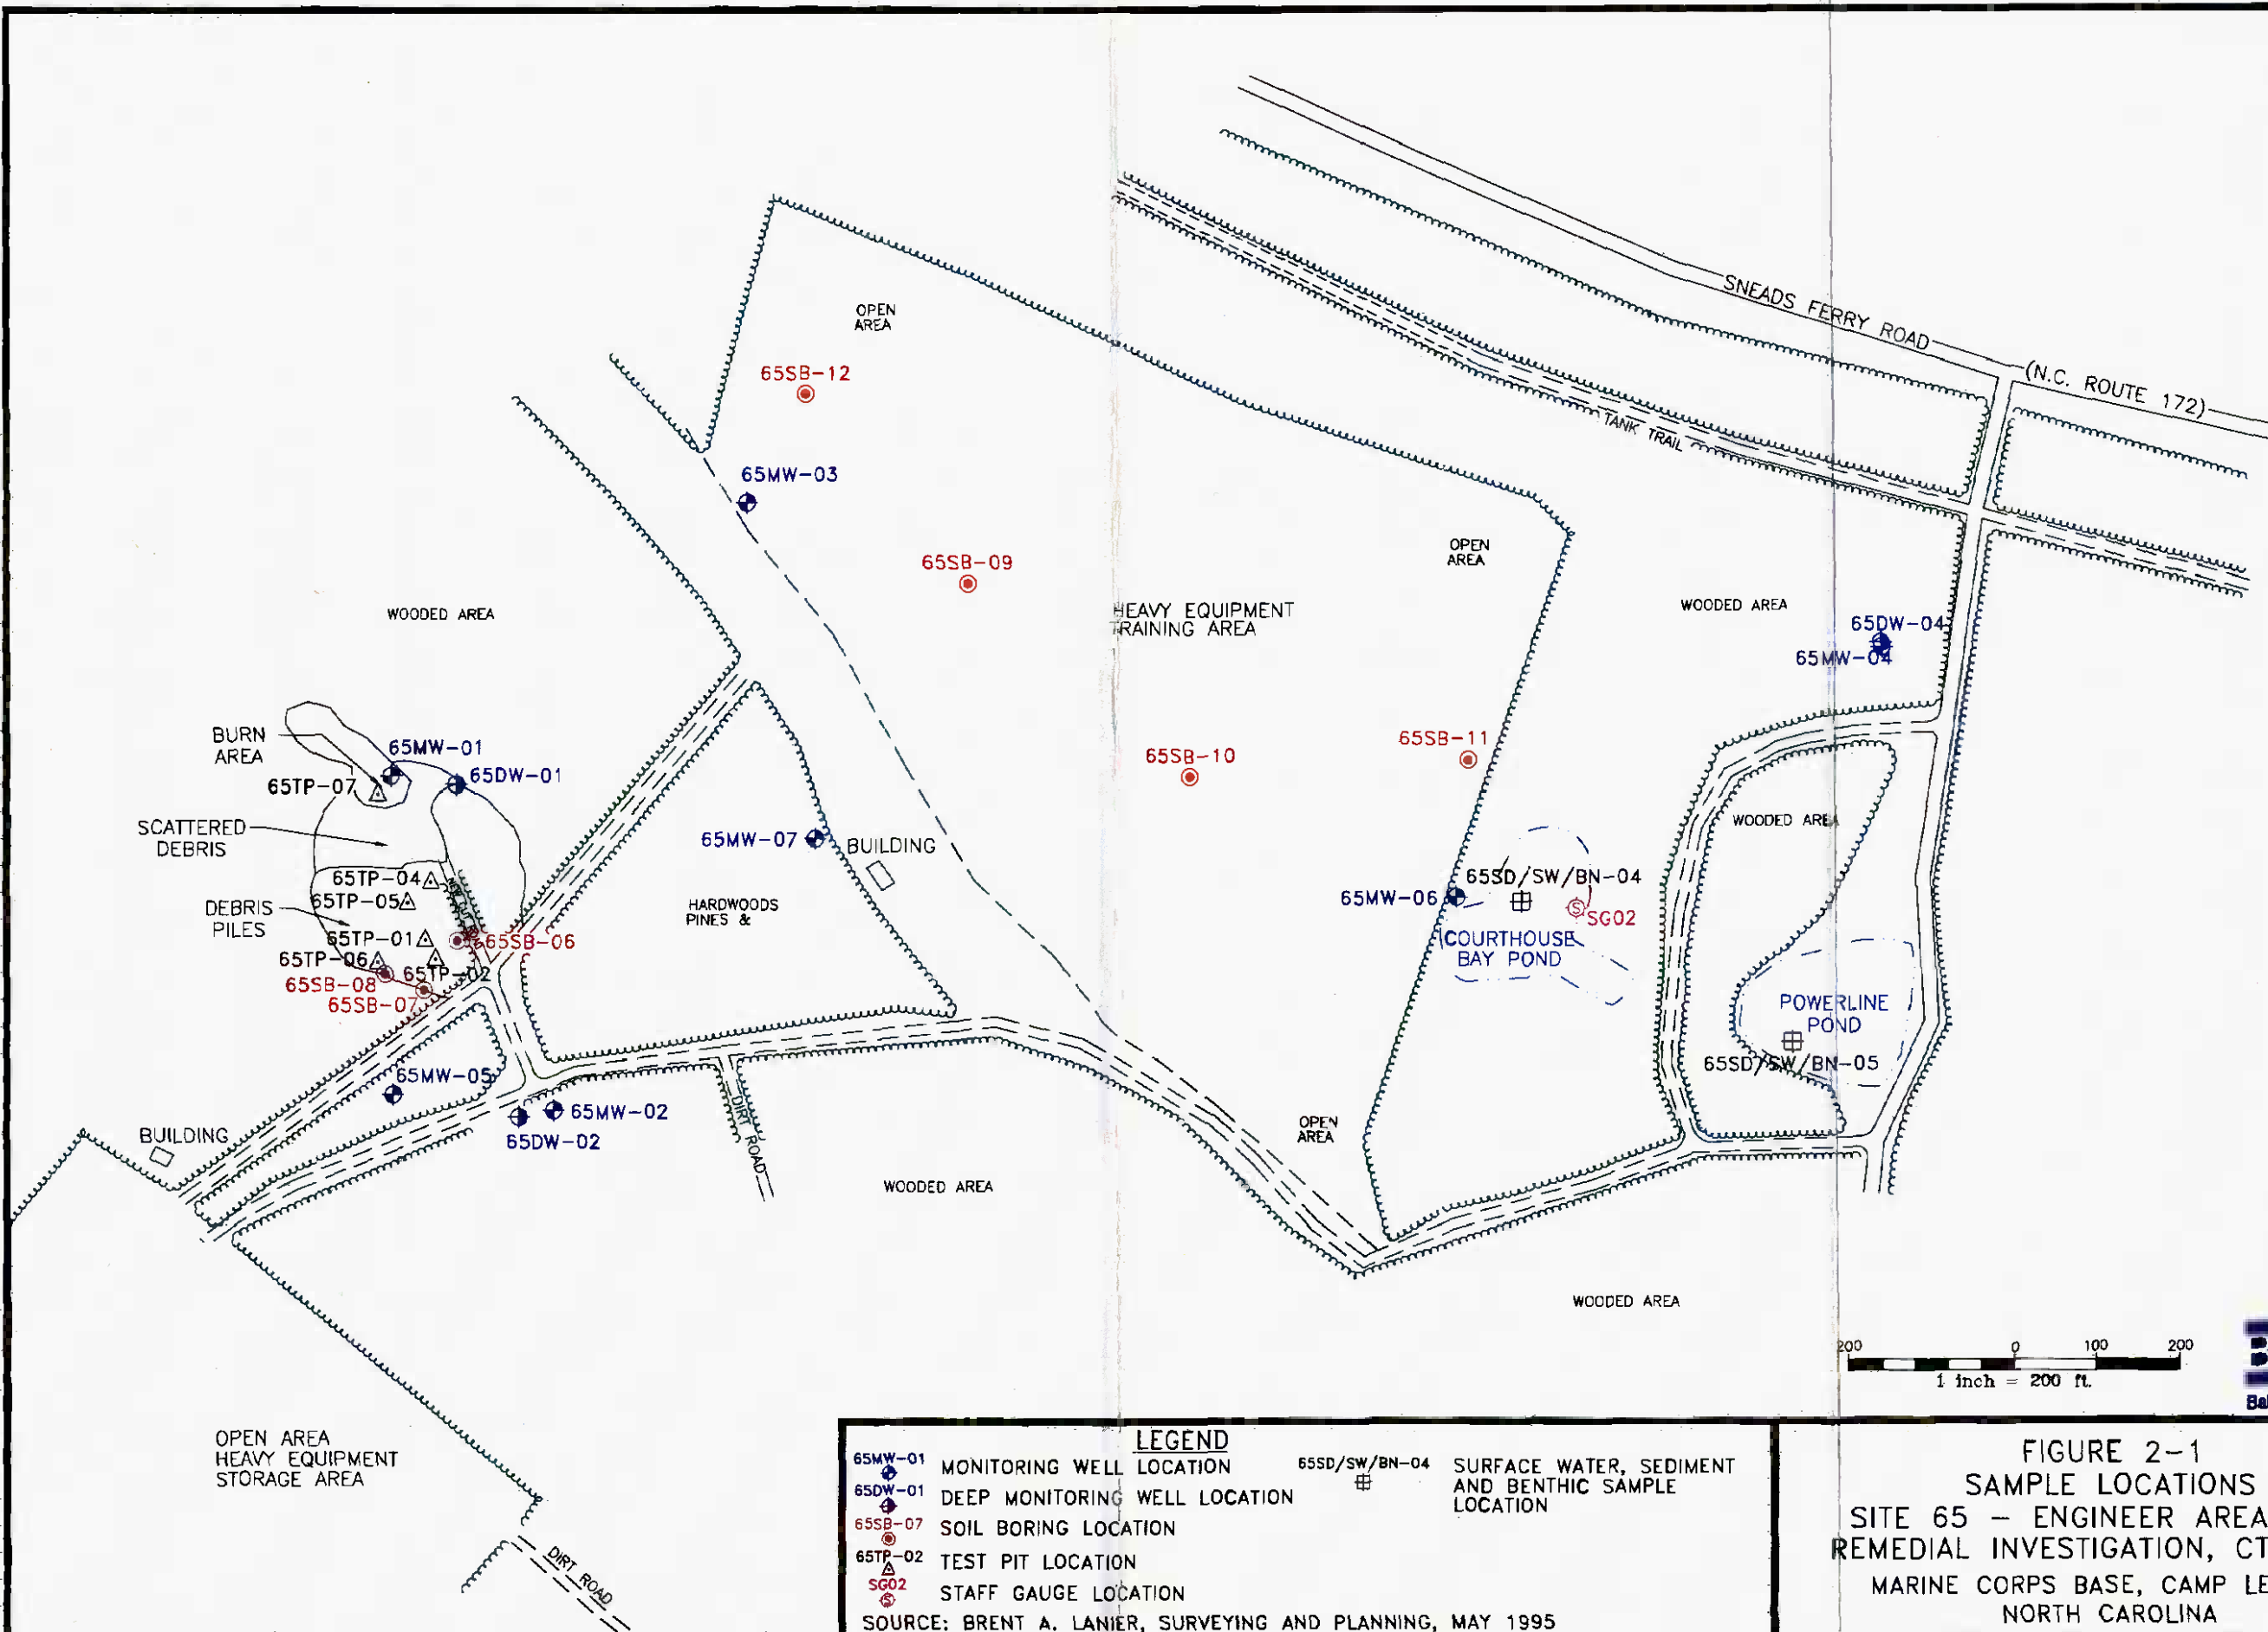 SNEADS FERRY ROAD
(N.C. ROUTE 172)
TANK TRAIL
OPEN
AREA
65SB-12
65MW-03
65SB-09
OPEN
AREA
HEAVY EQUIPMENT
TRAINING AREA
WOODED AREA
WOODED AREA
65DW-04
65MW-04
BURN
AREA
65MW-01
65DW-01
65TP-07
65SB-10
65SB-11
SCATTERED
DEBRIS
65MW-07
BUILDING
WOODED AREA
65TP-04
65TP-05
DEBRIS
PILES
HARDWOODS
PINES &
65MW-06
65SD/SW/BN-04
SG02
COURTHOUSE
BAY POND
65TP-01
65SB-06
65TP-06
65TP-02
65SB-08
65SB-07
POWERLINE
POND
65SD/SW/BN-05
65MW-05
65MW-02
65DW-02
DIRT ROAD
BUILDING
OPEN
AREA
WOODED AREA
WOODED AREA
200 0 100 200
1 inch = 200 ft.
OPEN AREA
HEAVY EQUIPMENT
STORAGE AREA
DIRT ROAD
LEGEND
65MW-01 MONITORING WELL LOCATION
65DW-01 DEEP MONITORING WELL LOCATION
65SB-07 SOIL BORING LOCATION
65TP-02 TEST PIT LOCATION
SG02 STAFF GAUGE LOCATION
65SD/SW/BN-04 SURFACE WATER, SEDIMENT
AND BENTHIC SAMPLE
LOCATION
SOURCE: BRENT A. LANIER, SURVEYING AND PLANNING, MAY 1995
FIGURE 2-1
SAMPLE LOCATIONS
SITE 65 - ENGINEER AREA
REMEDIAL INVESTIGATION, CT
MARINE CORPS BASE, CAMP LE
NORTH CAROLINA